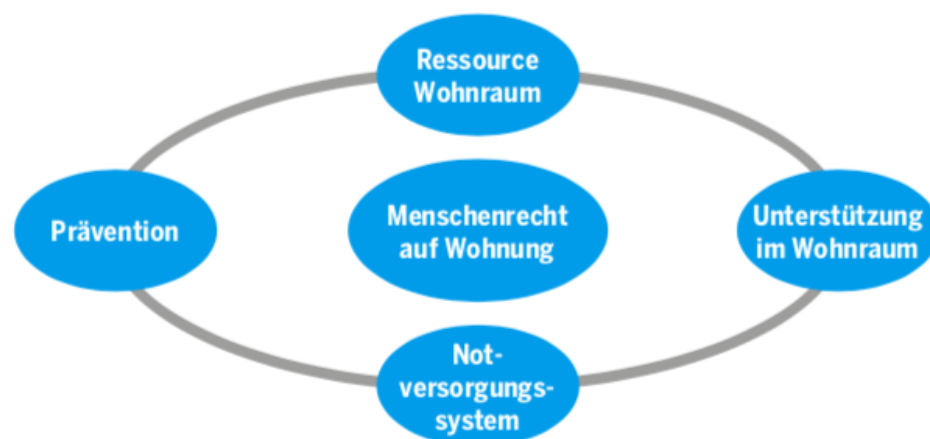 Ressource
Wohnraum
Prävention
Menschenrecht
auf Wohnung
Unterstützung
im Wohnraum
Not-
versorgungs-
system